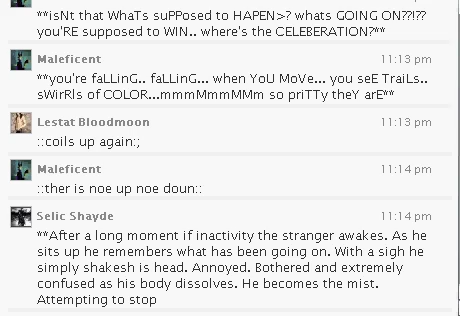 **isNt that WhaTs suPPosed to HAPEN>? whats GOING ON??!??
you'RE supposed to WIN.. where's the CELEBERATION?**
Maleficent 11:13 pm
**you're faLLinG.. faLLinG... when YoU MoVe... you seE TraiLs..
sWirRls of COLOR...mmmMmmMMm so priTTy theY arE**
Lestat Bloodmoon 11:13 pm
::coils up again:;
Maleficent 11:14 pm
::ther is noe up noe doun::
Selic Shayde 11:14 pm
**After a long moment if inactivity the stranger awakes. As he
sits up he remembers what has been going on. With a sigh he
simply shakesh is head. Annoyed. Bothered and extremely
confused as his body dissolves. He becomes the mist.
Attempting to stop